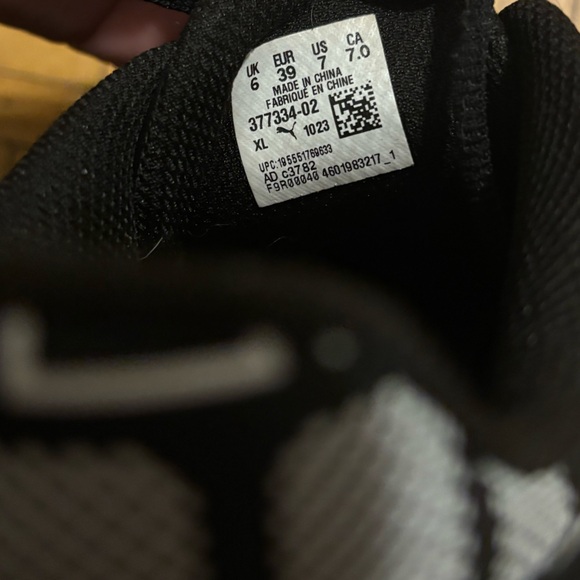 UK EUR US CA
6 39 7 7.0
MADE IN CHINA
FABRIQUÉ EN CHINE
377334-02
XL 1023
UPC:195551769633
AD c3782
F9R00040 4601983217_1